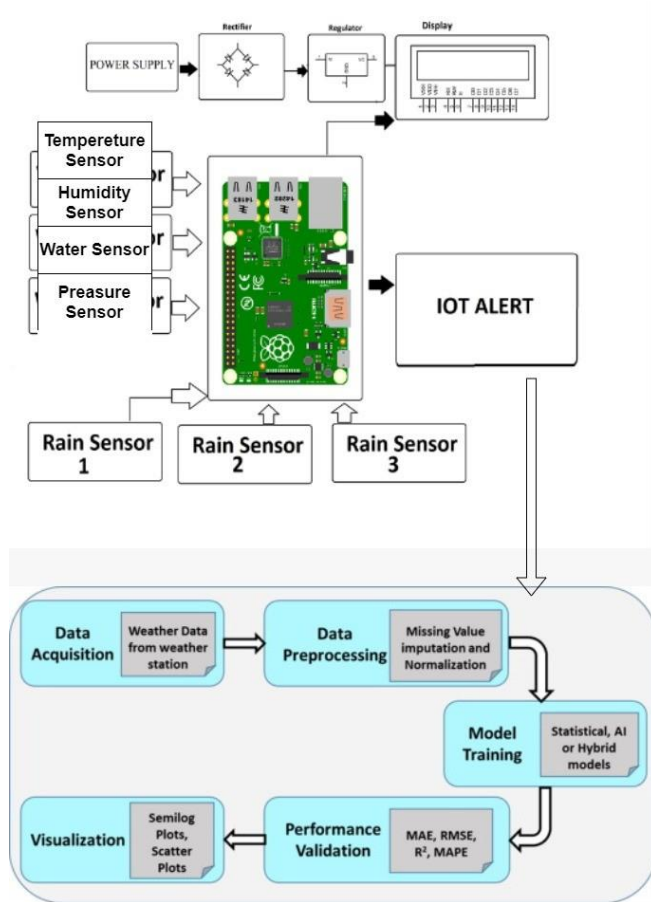 Rectifier
Regulator
Display
POWER SUPPLY
Tempereture
Sensor
Humidity
Sensor
Water Sensor
Preasure
Sensor
IOT ALERT
Rain Sensor
1
Rain Sensor
2
Rain Sensor
3
Data
Acquisition
Weather Data
from weather
station
Data
Preprocessing
Missing Value
imputation and
Normalization
Model
Training
Statistical, AI
or Hybrid
models
Visualization
Semilog
Plots,
Scatter
Plots
Performance
Validation
MAE, RMSE,
R², MAPE